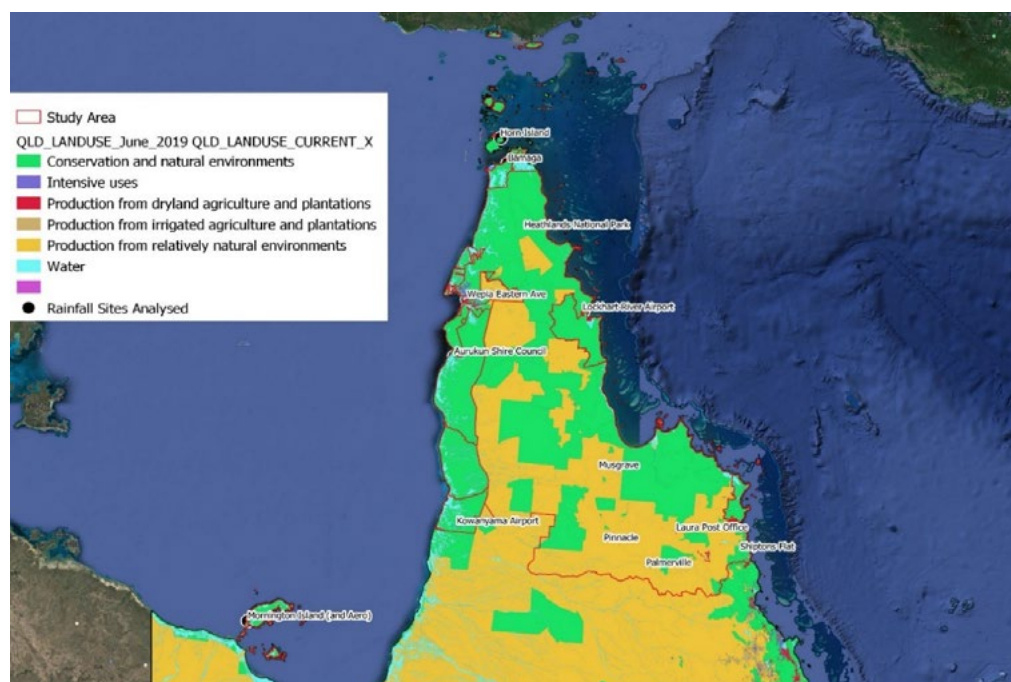 Study Area
QLD_LANDUSE_June_2019 QLD_LANDUSE_CURRENT_X
Conservation and natural environments
Intensive uses
Production from dryland agriculture and plantations
Production from irrigated agriculture and plantations
Production from relatively natural environments
Water
Rainfall Sites Analysed
Horn Island
Bamaga
Heathlands National Park
Weipa Eastern Ave
Lockhart River Airport
Aurukun Shire Council
Musgrave
Kowanyama Airport
Laura Post Office
Pinnacle
Shiptons Flat
Palmerville
Mornington Island (and Aero)